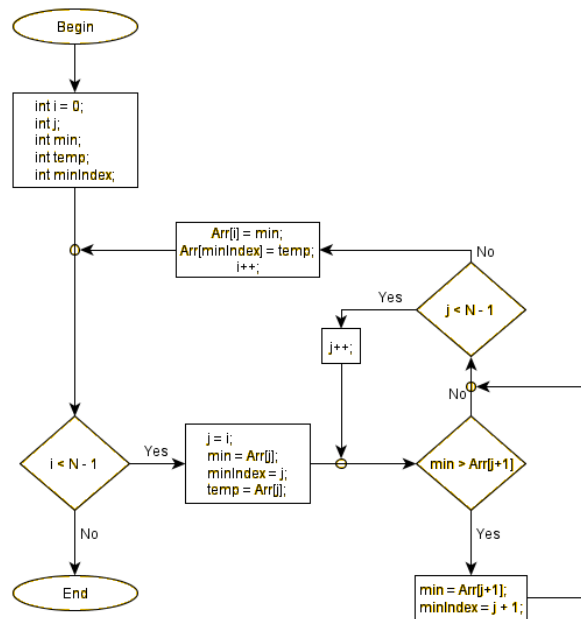 Begin
int i = 0;
int j;
int min;
int temp;
int minIndex;
Arr[i] = min;
Arr[minIndex] = temp;
i++;
No
j < N - 1
Yes
j++;
No
i < N - 1
Yes
j = i;
min = Arr[j];
minIndex = j;
temp = Arr[j];
min > Arr[j+1]
No
Yes
End
min = Arr[j+1];
minIndex = j + 1;